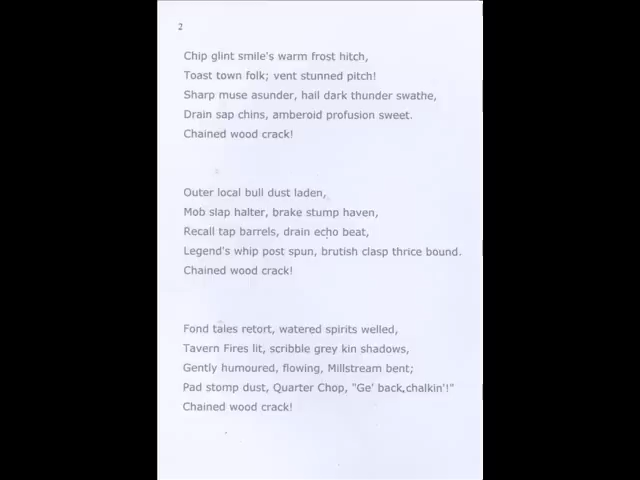 2
Chip glint smile's warm frost hitch,
Toast town folk; vent stunned pitch!
Sharp muse asunder, hail dark thunder swathe,
Drain sap chins, amberoid profusion sweet.
Chained wood crack!
Outer local bull dust laden,
Mob slap halter, brake stump haven,
Recall tap barrels, drain echo beat,
Legend's whip post spun, brutish clasp thrice bound.
Chained wood crack!
Fond tales retort, watered spirits welled,
Tavern Fires lit, scribble grey kin shadows,
Gently humoured, flowing, Millstream bent;
Pad stomp dust, Quarter Chop, "Ge' back chalkin'!"
Chained wood crack!